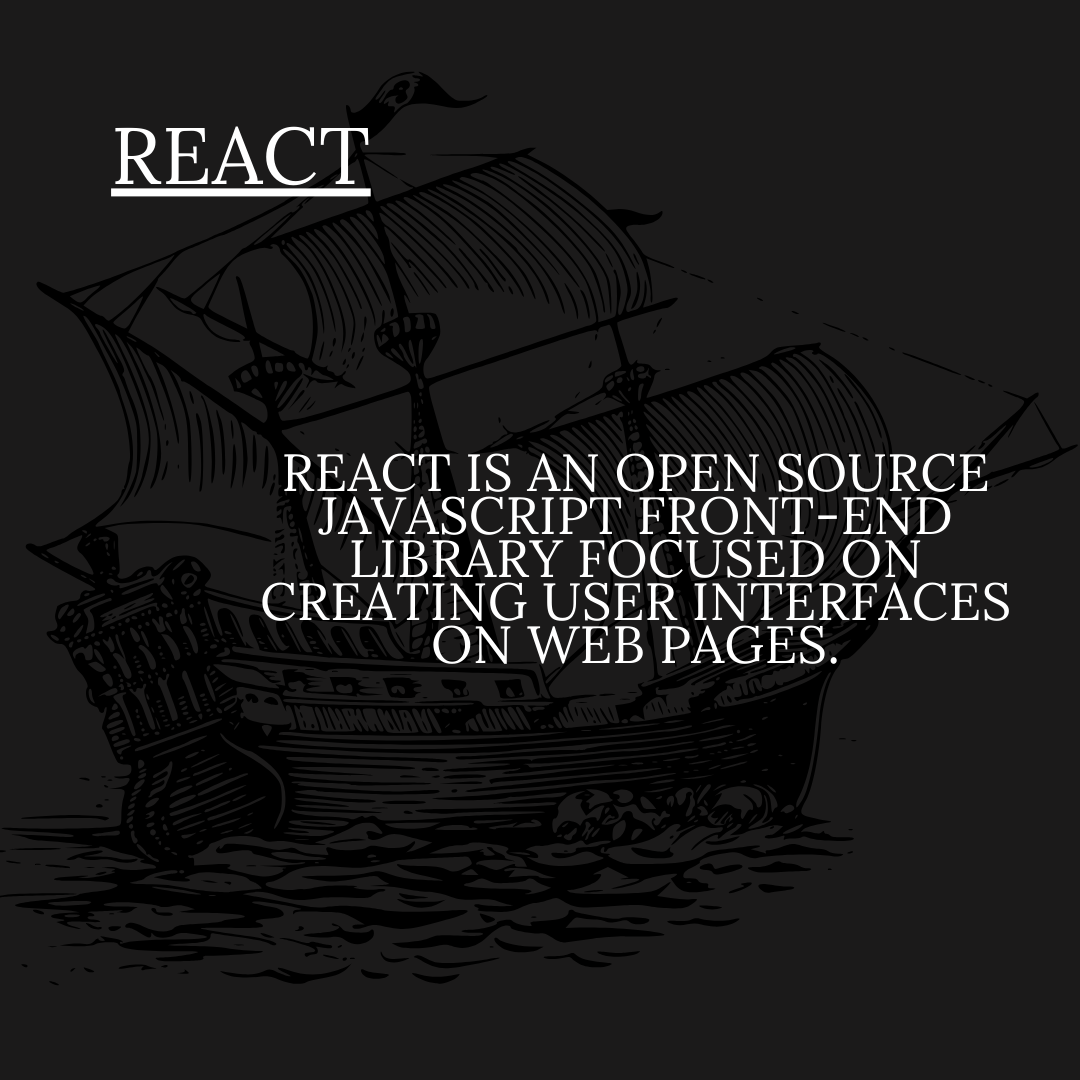 REACT
REACT IS AN OPEN SOURCE
JAVASCRIPT FRONT-END
LIBRARY FOCUSED ON
CREATING USER INTERFACES
ON WEB PAGES.